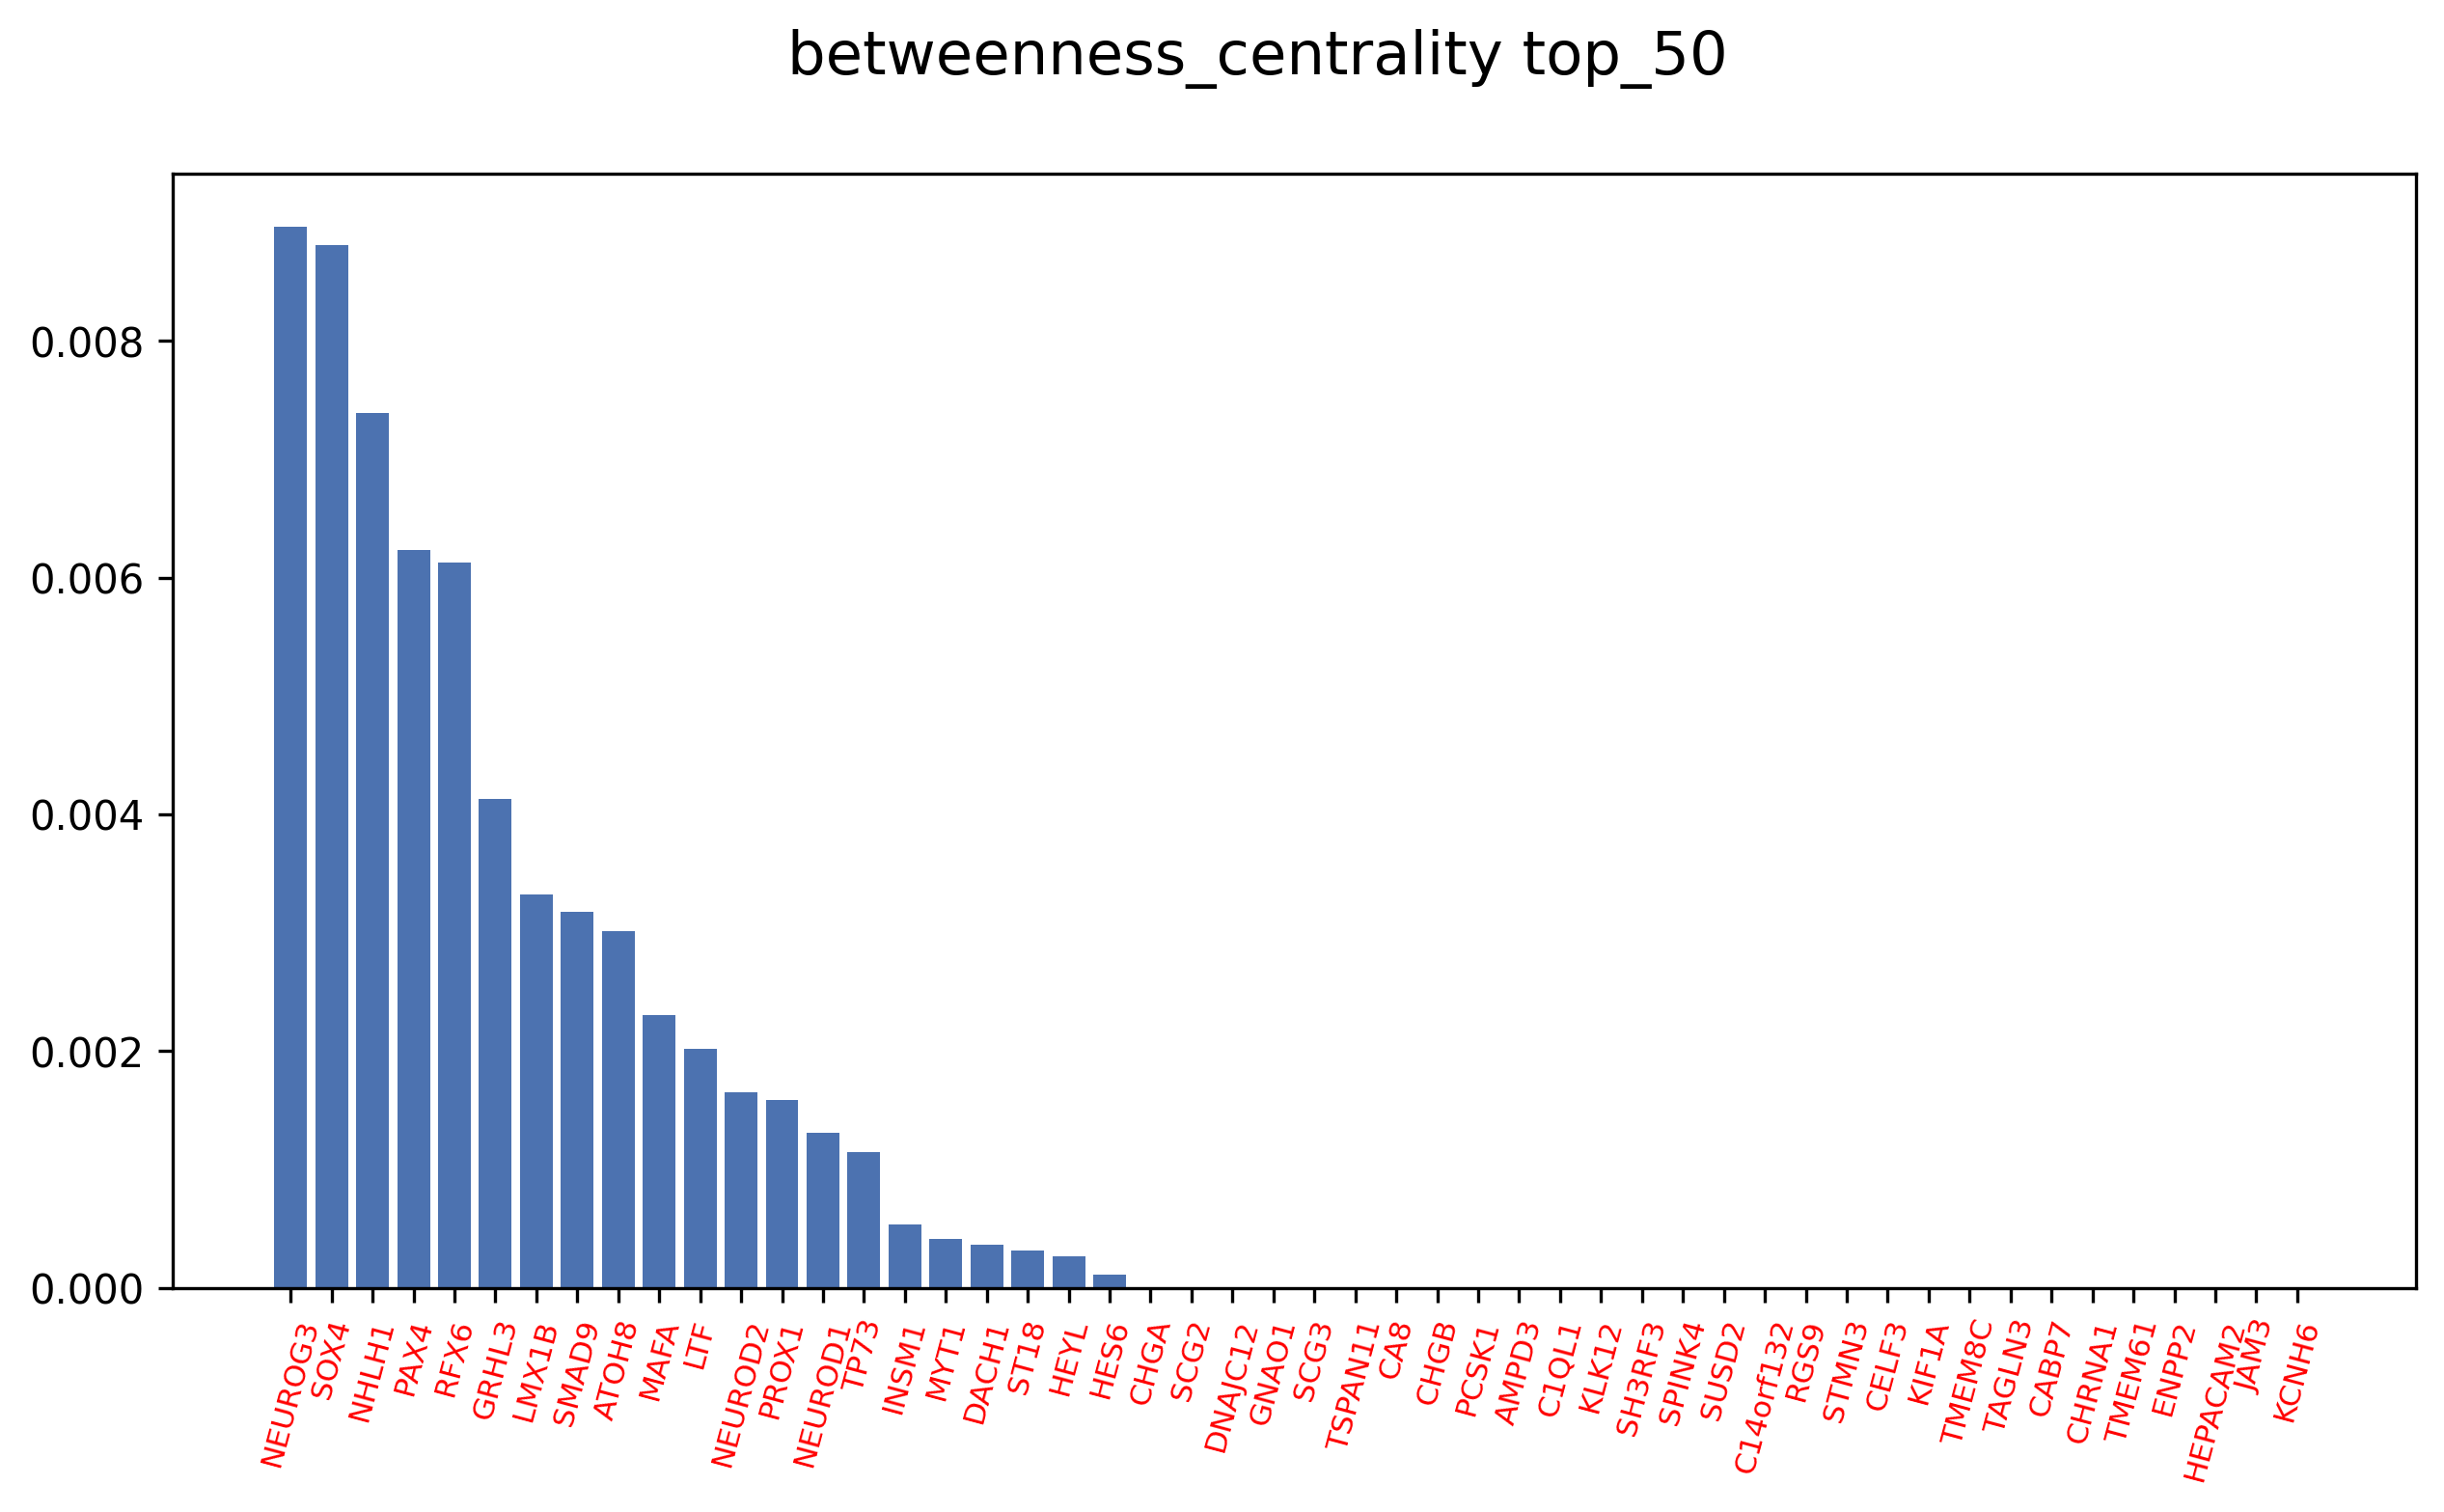 betweenness_centrality top_50
0.008
0.006
0.004
0.002
0.000
NEUROG3
SOX4
NHLH1
PAX4
RFX6
GRHL3
LMX1B
SMAD9
ATOH8
MAFA
LTF
NEUROD2
PROX1
NEUROD1
TP73
INSM1
MYT1
DACH1
ST18
HEYL
HES6
CHGA
SCG2
DNAJC12
GNAO1
SCG3
TSPAN11
CA8
CHGB
PCSK1
AMPD3
C1QL1
KLK12
SH3RF3
SPINK4
SUSD2
C14orf132
RGS9
STMN3
CELF3
KIF1A
TMEM8C
TAGLN3
CABP7
CHRNA1
TMEM61
ENPP2
HEPACAM2
JAM3
KCNH6